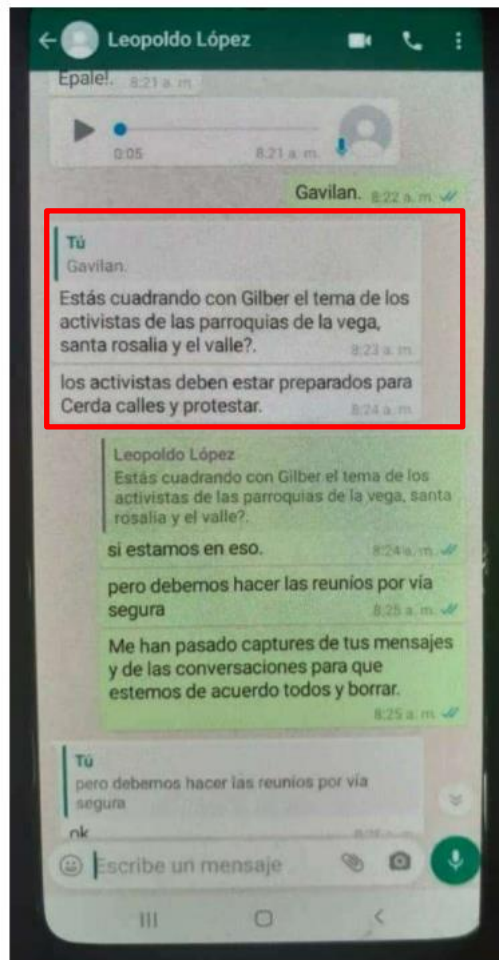 Leopoldo López
Epale!. 8:21 a. m.
0:05 8:21 a. m.
Gavilan. 8:22 a. m.
Tú
Gavilan.
Estás cuadrando con Gilber el tema de los
activistas de las parroquias de la vega,
santa rosalia y el valle?. 8:23 a. m.
los activistas deben estar preparados para
Cerda calles y protestar. 8:24 a. m.
Leopoldo López
Estás cuadrando con Gilber el tema de los
activistas de las parroquias de la vega, santa
rosalia y el valle?.
si estamos en eso. 8:24 a. m.
pero debemos hacer las reunios por vía
segura 8:25 a. m.
Me han pasado captures de tus mensajes
y de las conversaciones para que
estemos de acuerdo todos y borrar.
8:25 a. m.
Tú
pero debemos hacer las reunios por vía
segura
ok
Escribe un mensaje